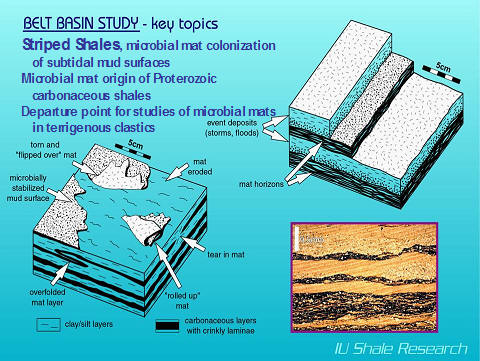 BELT BASIN STUDY - key topics
Striped Shales, microbial mat colonization
of subtidal mud surfaces
Microbial mat origin of Proterozoic
carbonaceous shales
Departure point for studies of microbial mats
in terrigenous clastics
5cm
event deposits
(storms, floods)
mat horizons
torn and
"flipped over" mat
5cm
mat
eroded
microbially
stabilized
mud surface
tear in mat
overfolded
mat layer
"rolled up"
mat
clay/silt layers
carbonaceous layers
with crinkly laminae
IU Shale Research